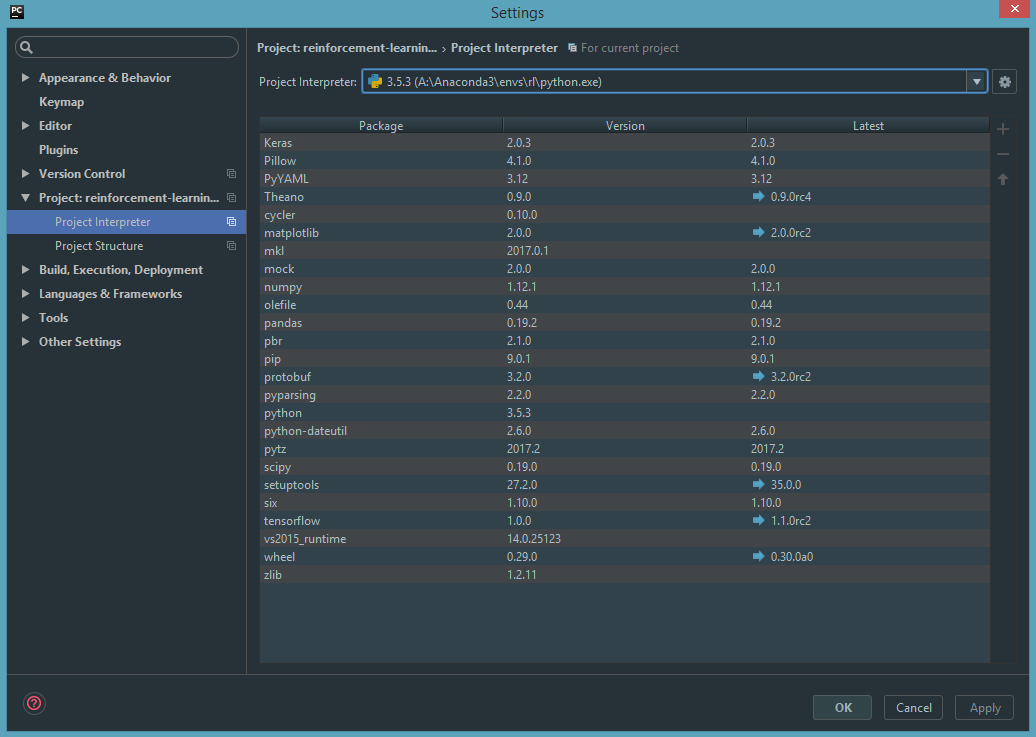 PC
Settings
Project: reinforcement-learnin... › Project Interpreter For current project
Project Interpreter: 3.5.3 (A:\Anaconda3\envs\rl\python.exe)
Appearance & Behavior
Keymap
Editor
Plugins
Version Control
Project: reinforcement-learnin...
Project Interpreter
Project Structure
Build, Execution, Deployment
Languages & Frameworks
Tools
Other Settings
Package Version Latest
Keras 2.0.3 2.0.3
Pillow 4.1.0 4.1.0
PyYAML 3.12 3.12
Theano 0.9.0 0.9.0rc4
cycler 0.10.0
matplotlib 2.0.0 2.0.0rc2
mkl 2017.0.1
mock 2.0.0 2.0.0
numpy 1.12.1 1.12.1
olefile 0.44 0.44
pandas 0.19.2 0.19.2
pbr 2.1.0 2.1.0
pip 9.0.1 9.0.1
protobuf 3.2.0 3.2.0rc2
pyparsing 2.2.0 2.2.0
python 3.5.3
python-dateutil 2.6.0 2.6.0
pytz 2017.2 2017.2
scipy 0.19.0 0.19.0
setuptools 27.2.0 35.0.0
six 1.10.0 1.10.0
tensorflow 1.0.0 1.1.0rc2
vs2015_runtime 14.0.25123
wheel 0.29.0 0.30.0a0
zlib 1.2.11
? OK Cancel Apply